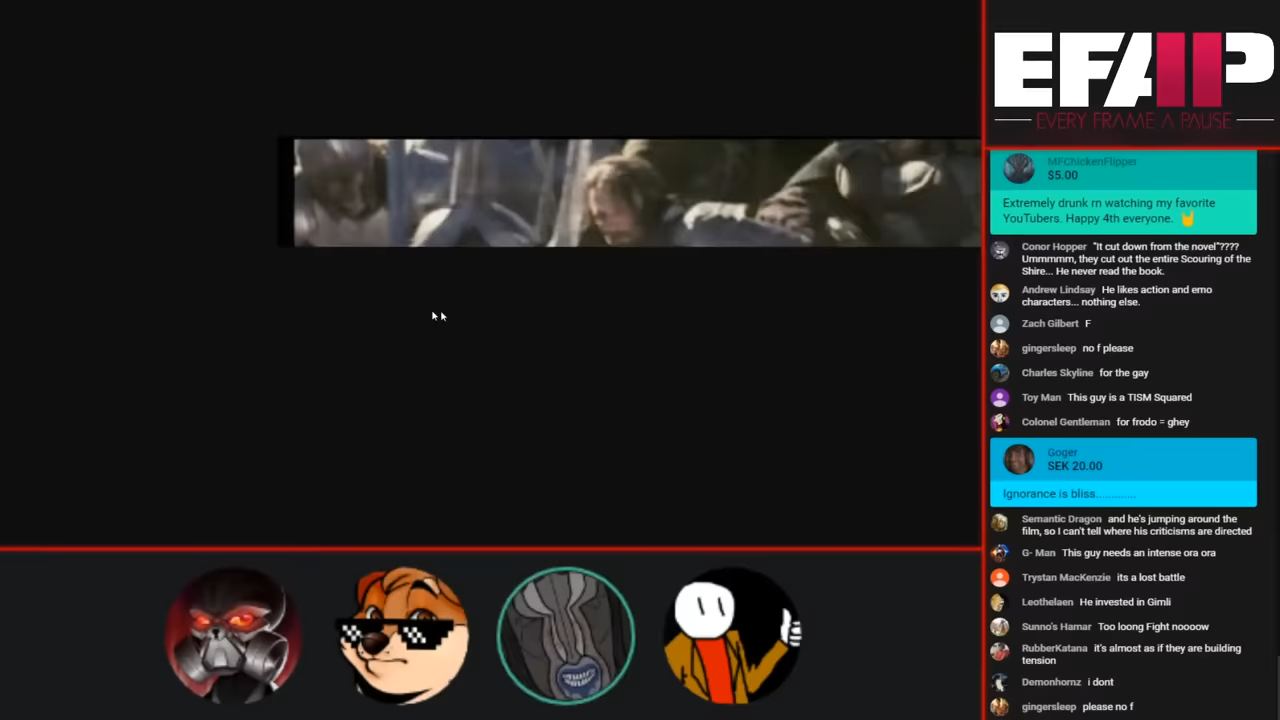 EFAP
EVERY FRAME A PAUSE
MFChickenFlipper
$5.00
Extremely drunk rn watching my favorite
YouTubers. Happy 4th everyone.
Conor Hopper "It cut down from the novel"????
Ummmmm, they cut out the entire Scouring of the
Shire... He never read the book.
Andrew Lindsay He likes action and emo
characters... nothing else.
Zach Gilbert F
gingersleep no f please
Charles Skyline for the gay
Toy Man This guy is a TISM Squared
Colonel Gentleman for frodo = ghey
Goger
SEK 20.00
Ignorance is bliss.............
Semantic Dragon and he's jumping around the
film, so I can't tell where his criticisms are directed
G- Man This guy needs an intense ora ora
Trystan MacKenzie its a lost battle
Leothelaen He invested in Gimli
Sunno's Hamar Too loong Fight noooow
RubberKatana it's almost as if they are building
tension
Demonhornz i dont
gingersleep please no f